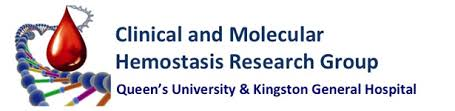 Clinical and Molecular
Hemostasis Research Group
Queen's University & Kingston General Hospital